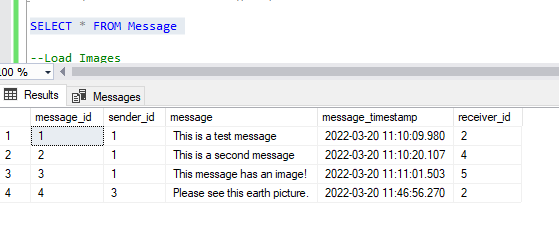 SELECT * FROM Message
--Load Images
00 %
Results Messages
message_id sender_id message message_timestamp receiver_id
1 1 1 This is a test message 2022-03-20 11:10:09.980 2
2 2 1 This is a second message 2022-03-20 11:10:20.107 4
3 3 1 This message has an image! 2022-03-20 11:11:01.503 5
4 4 3 Please see this earth picture. 2022-03-20 11:46:56.270 2